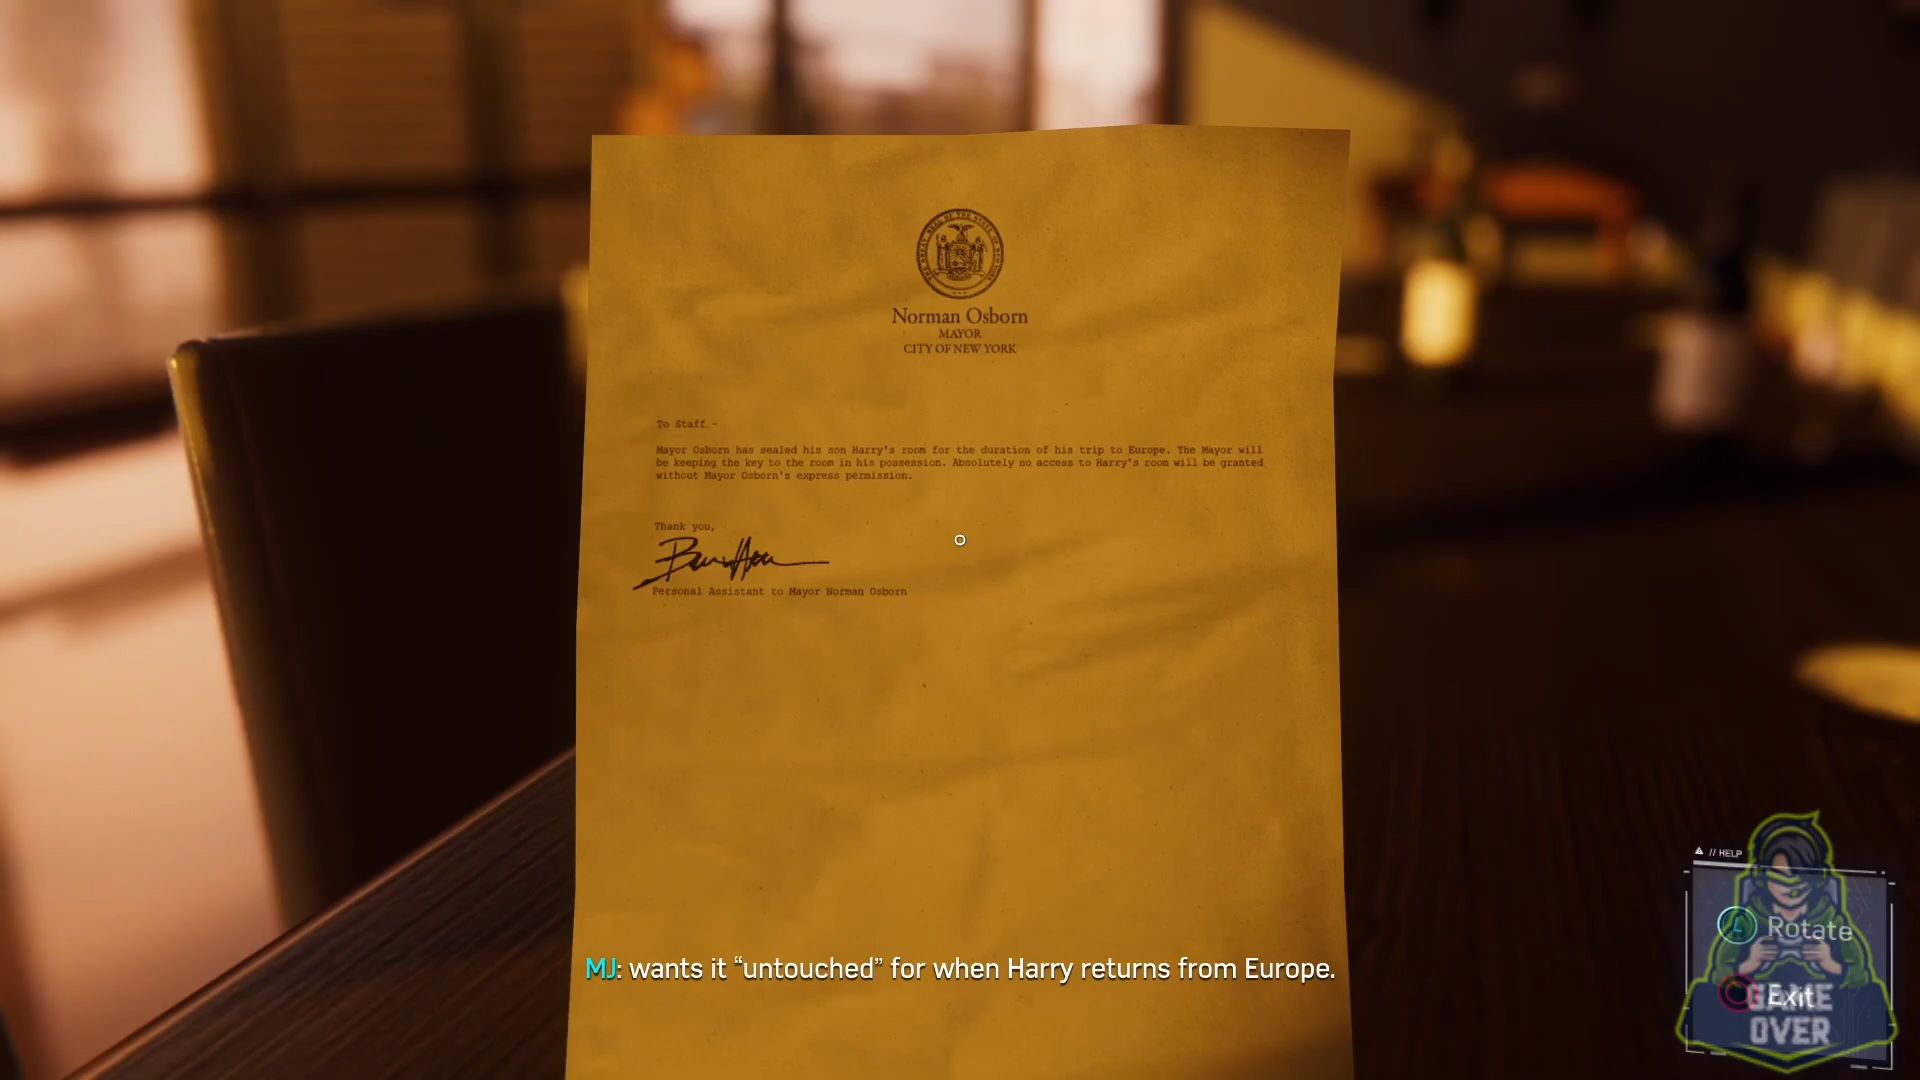 Norman Osborn
MAYOR
CITY OF NEW YORK
To Staff.-
Mayor Osborn has sealed his son Harry's room for the duration of his trip to Europe. The Mayor will
be keeping the key to the room in his possession. Absolutely no access to Harry's room will be granted
without Mayor Osborn's express permission.
Thank you,
Personal Assistant to Mayor Norman Osborn
MJ: wants it “untouched” for when Harry returns from Europe.
// HELP
L Rotate
Exit
GAME
OVER